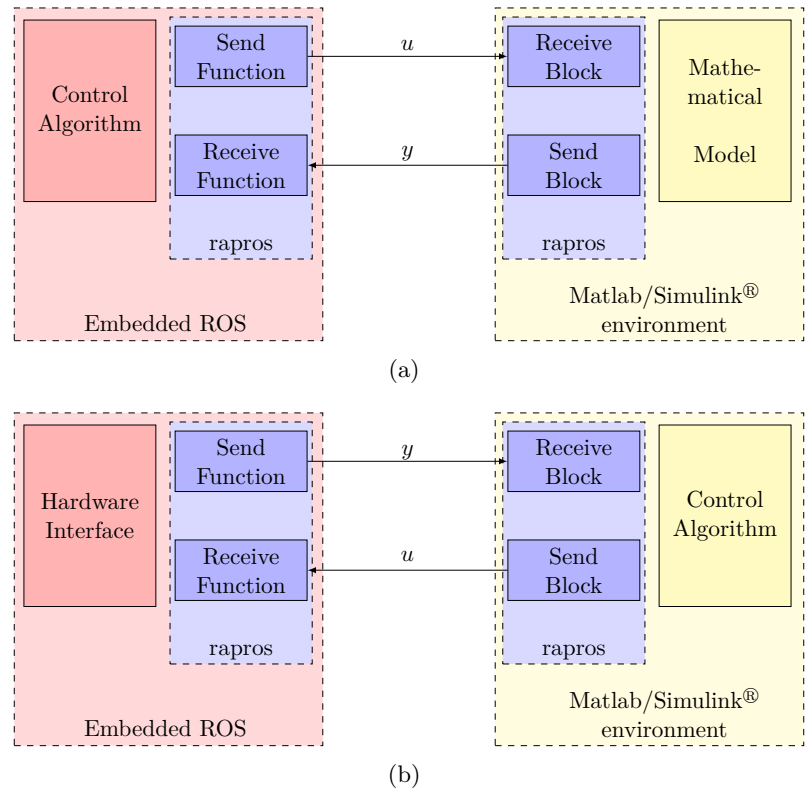 Control
Algorithm
Send
Function
Receive
Function
rapros
Embedded ROS
u
y
Receive
Block
Send
Block
rapros
Mathe-
matical
Model
Matlab/Simulink®
environment
(a)
Hardware
Interface
Send
Function
Receive
Function
rapros
Embedded ROS
y
u
Receive
Block
Send
Block
rapros
Control
Algorithm
Matlab/Simulink®
environment
(b)